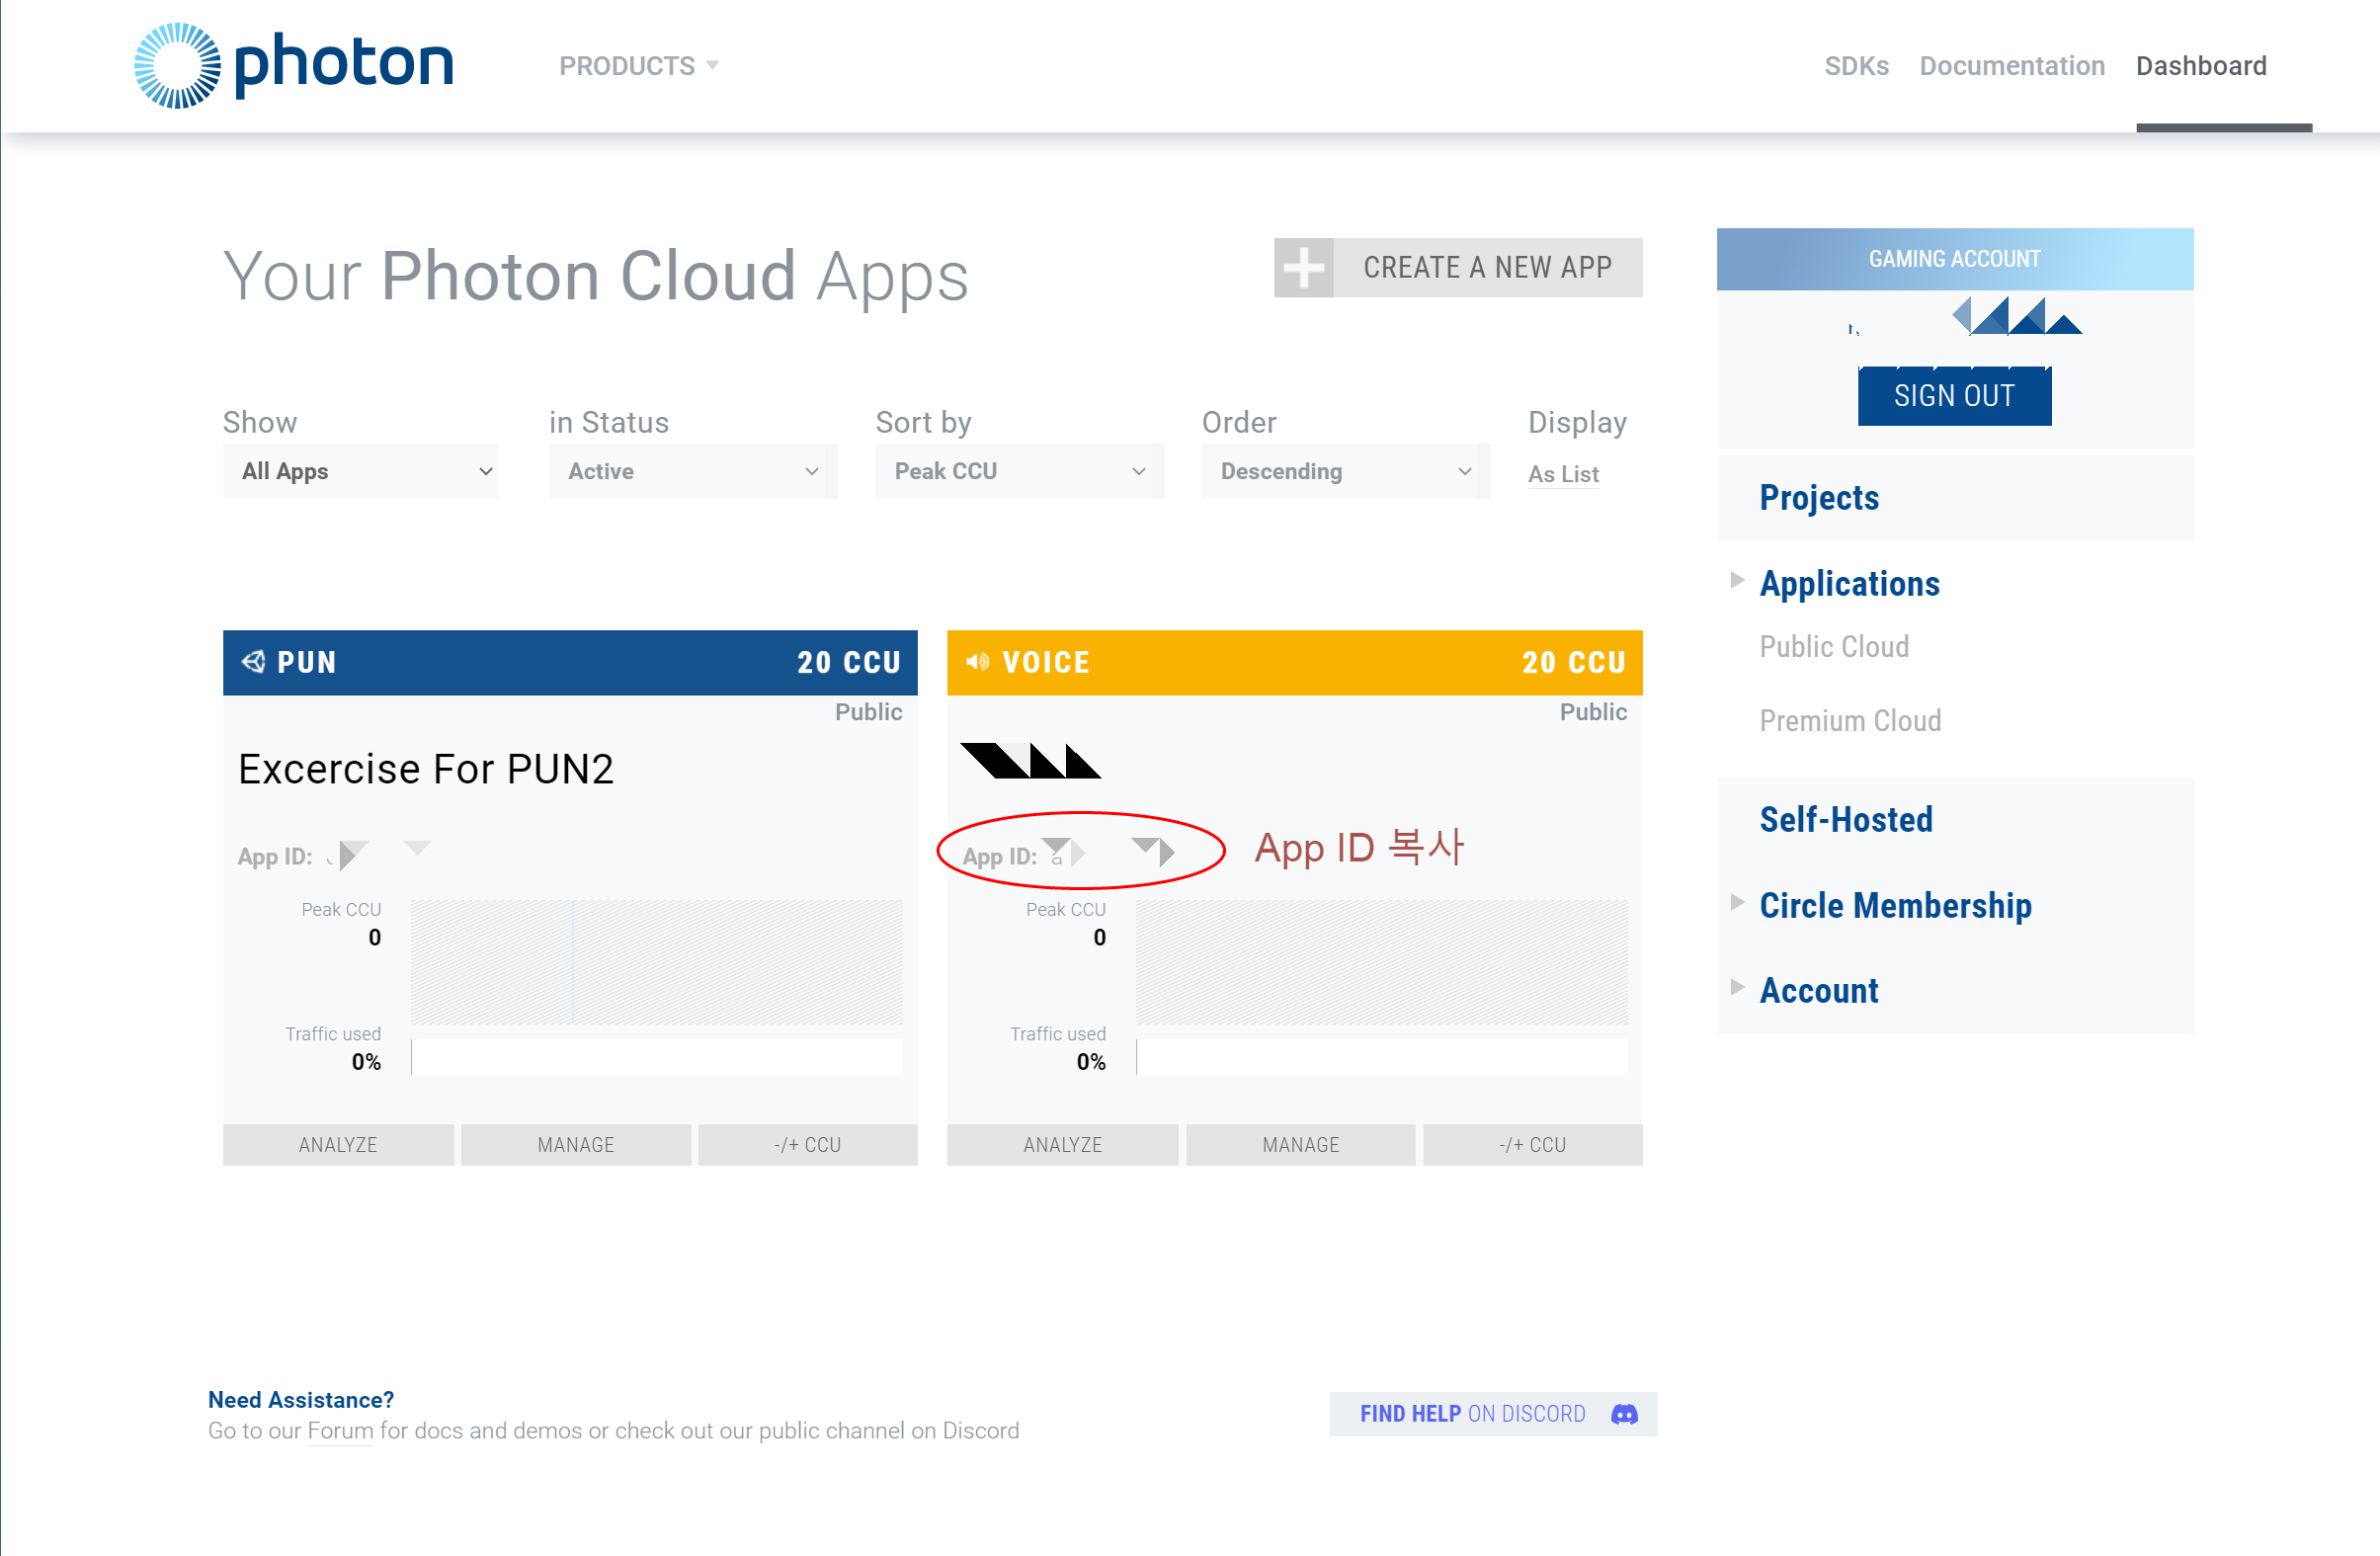 photon
PRODUCTS
SDKs Documentation Dashboard
Your Photon Cloud Apps
CREATE A NEW APP
GAMING ACCOUNT
SIGN OUT
Show in Status Sort by Order Display
All Apps Active Peak CCU Descending As List
Projects
Applications
Public Cloud
Premium Cloud
Self-Hosted
Circle Membership
Account
PUN 20 CCU
Public
Excercise For PUN2
App ID:
Peak CCU
0
Traffic used
0%
ANALYZE MANAGE -/+ CCU
VOICE 20 CCU
Public
App ID:
App ID 복사
Peak CCU
0
Traffic used
0%
ANALYZE MANAGE -/+ CCU
Need Assistance?
Go to our Forum for docs and demos or check out our public channel on Discord
FIND HELP ON DISCORD